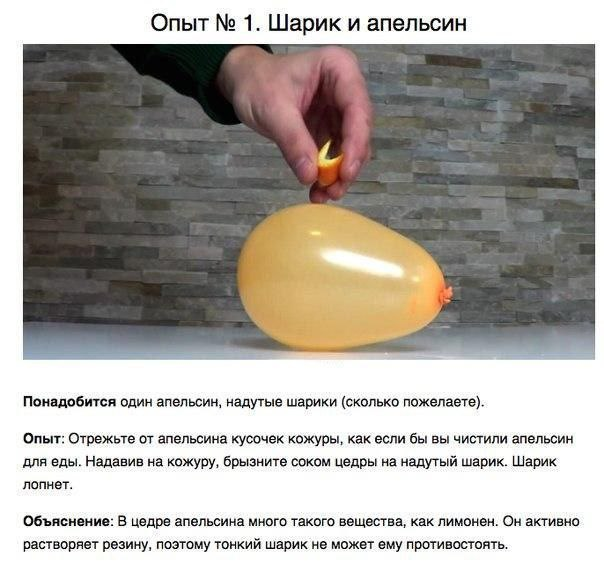 Опыт № 1. Шарик и апельсин
Понадобится один апельсин, надутые шарики (сколько пожелаете).
Опыт: Отрежьте от апельсина кусочек кожуры, как если бы вы чистили апельсин
для еды. Надавив на кожуру, брызните соком цедры на надутый шарик. Шарик
лопнет.
Объяснение: В цедре апельсина много такого вещества, как лимонен. Он активно
растворяет резину, поэтому тонкий шарик не может ему противостоять.